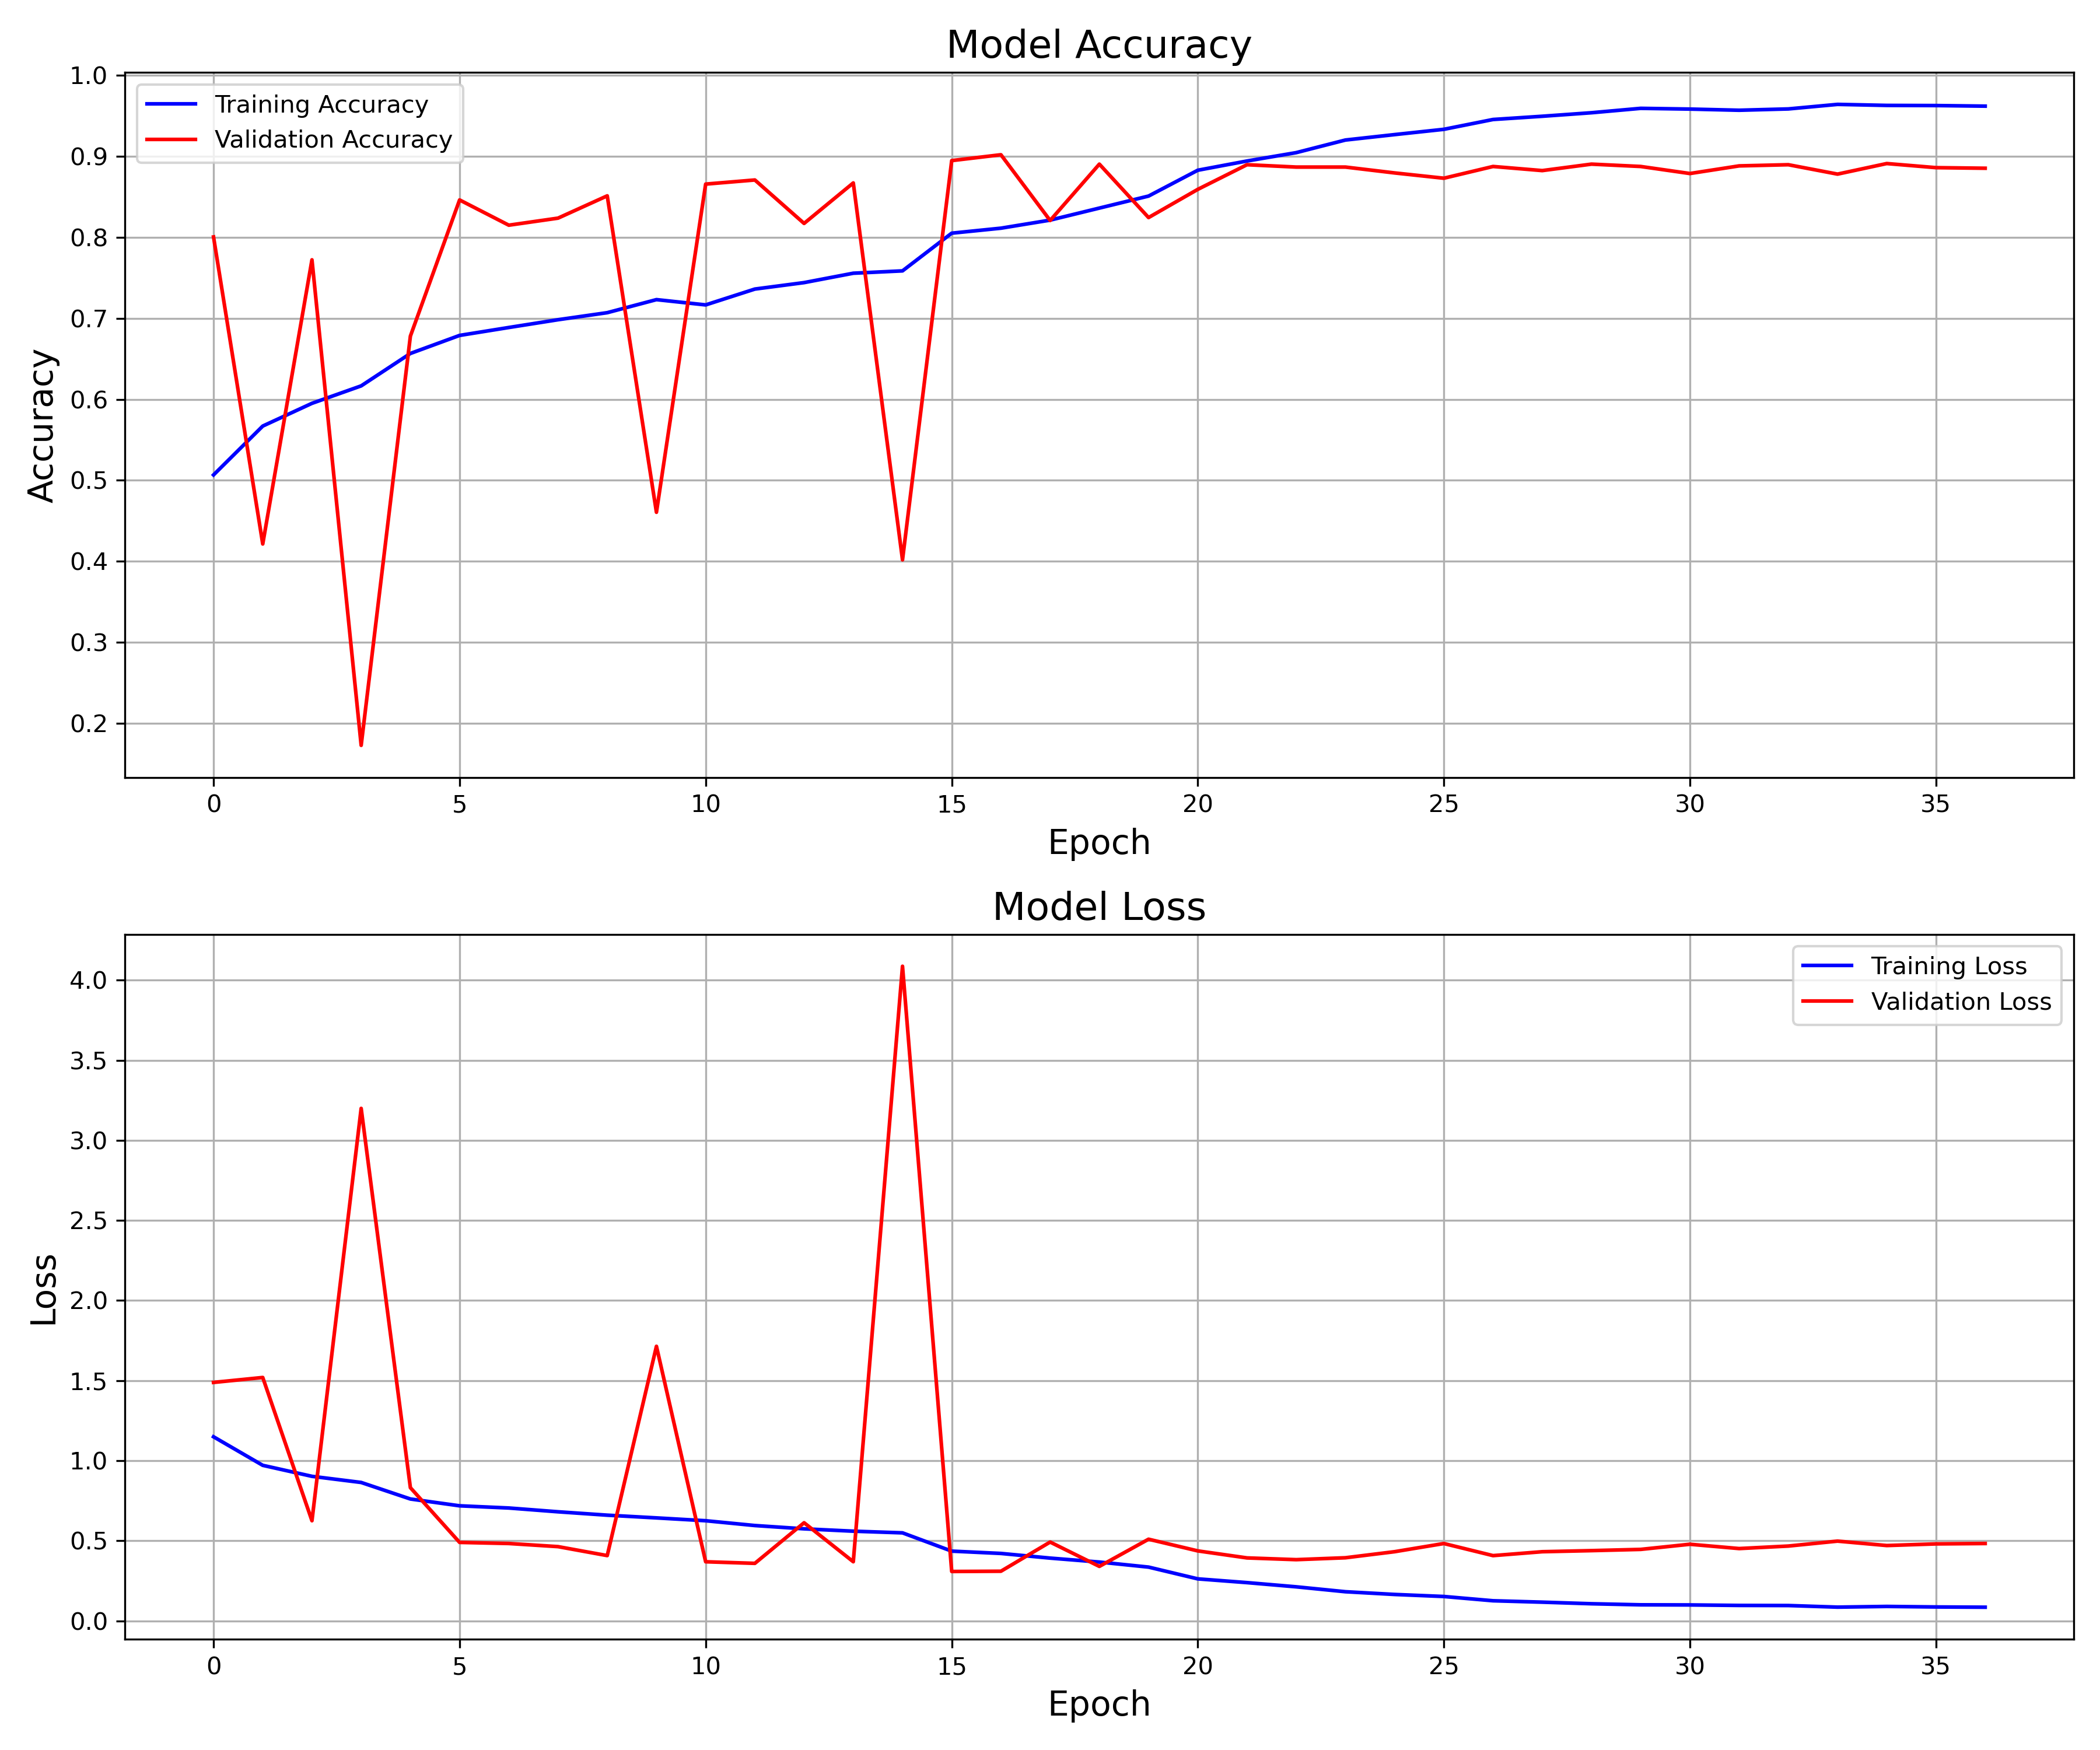 Model Accuracy
Training Accuracy
Validation Accuracy
1.0
0.9
0.8
0.7
0.6
0.5
0.4
0.3
0.2
Accuracy
0 5 10 15 20 25 30 35
Epoch
Model Loss
Training Loss
Validation Loss
4.0
3.5
3.0
2.5
2.0
1.5
1.0
0.5
0.0
Loss
0 5 10 15 20 25 30 35
Epoch